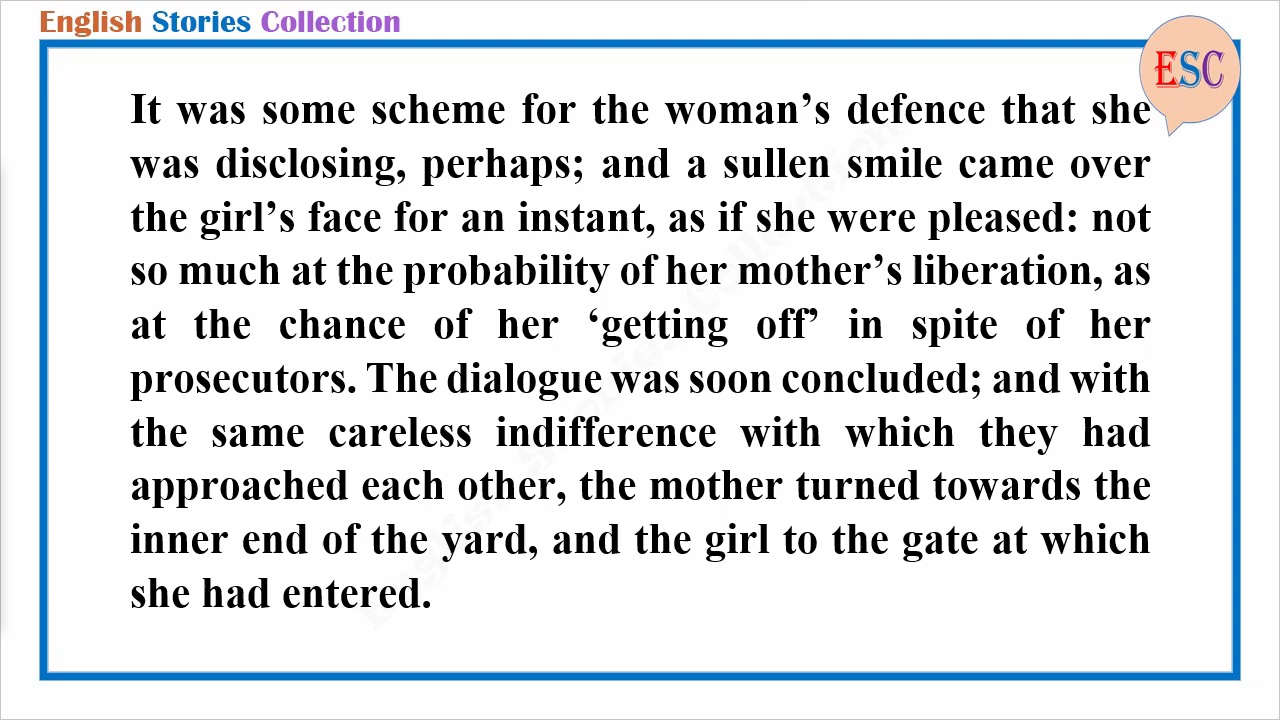 English Stories Collection
ESC
It was some scheme for the woman’s defence that she
was disclosing, perhaps; and a sullen smile came over
the girl’s face for an instant, as if she were pleased: not
so much at the probability of her mother’s liberation, as
at the chance of her ‘getting off’ in spite of her
prosecutors. The dialogue was soon concluded; and with
the same careless indifference with which they had
approached each other, the mother turned towards the
inner end of the yard, and the girl to the gate at which
she had entered.
English Stories Collection